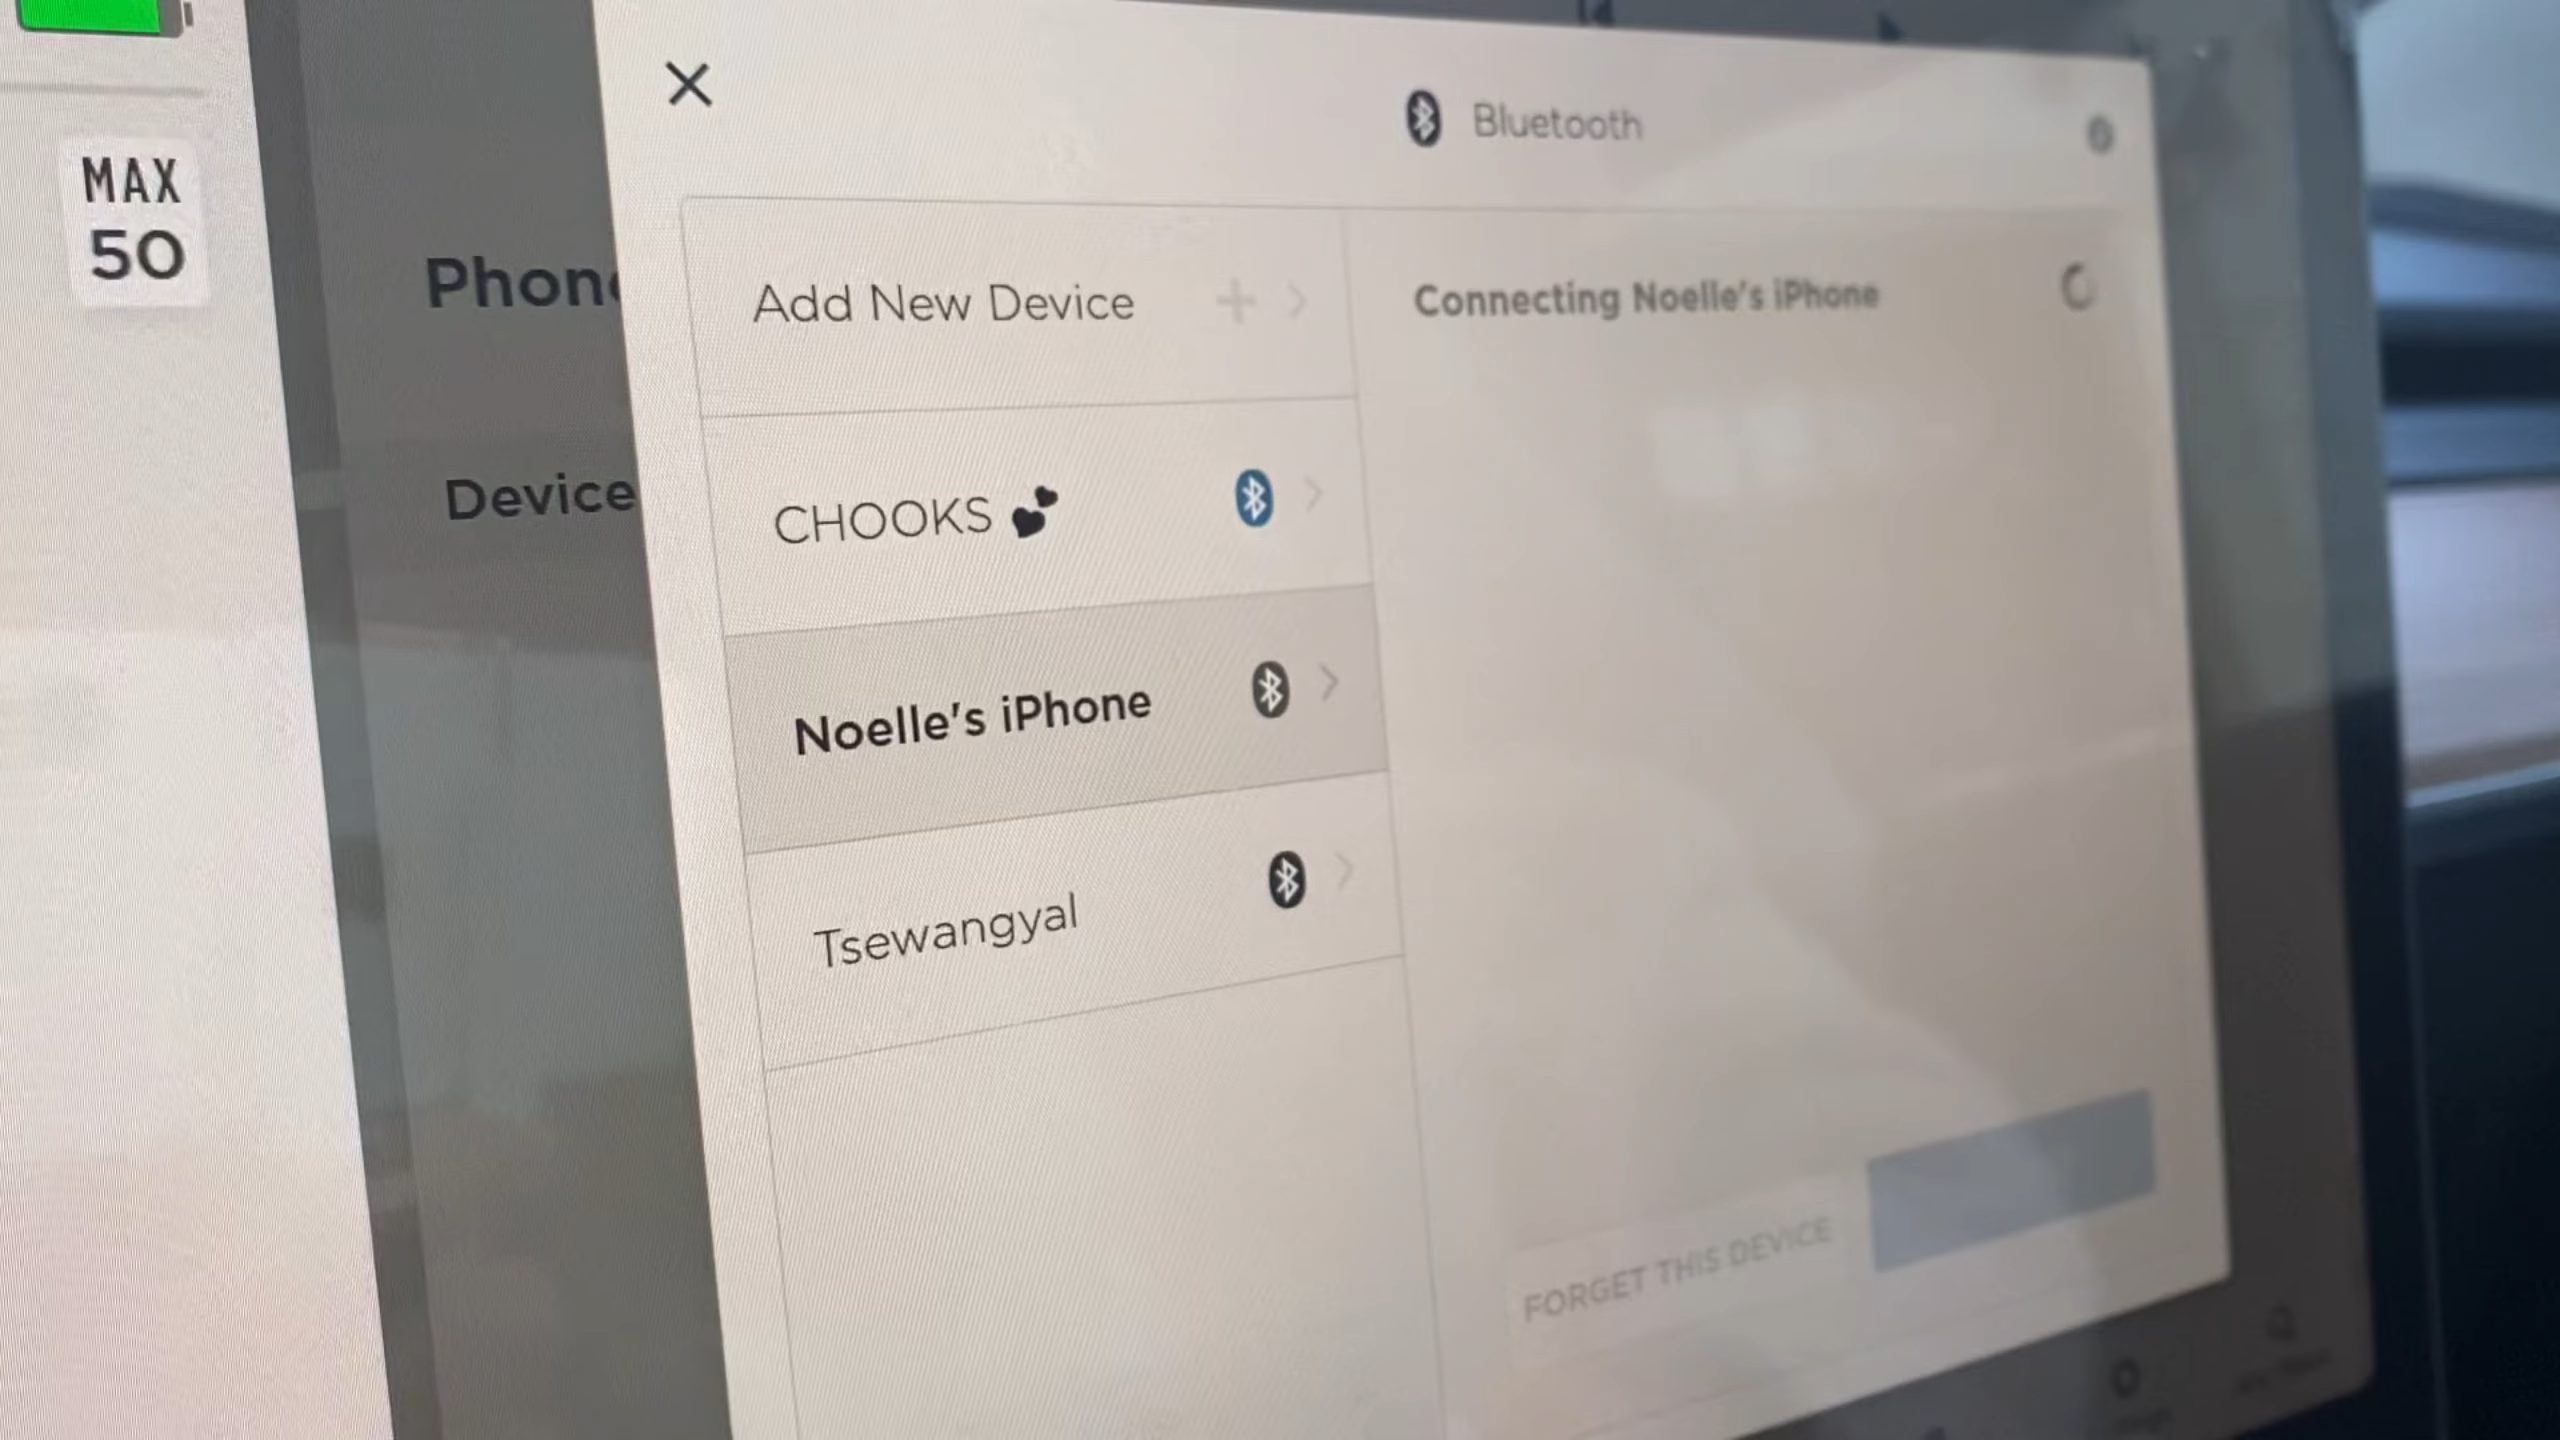 MAX
50
Phon
Device
Bluetooth
Add New Device
CHOOKS 💕
Noelle's iPhone
Tsewangyal
Connecting Noelle's iPhone
FORGET THIS DEVICE